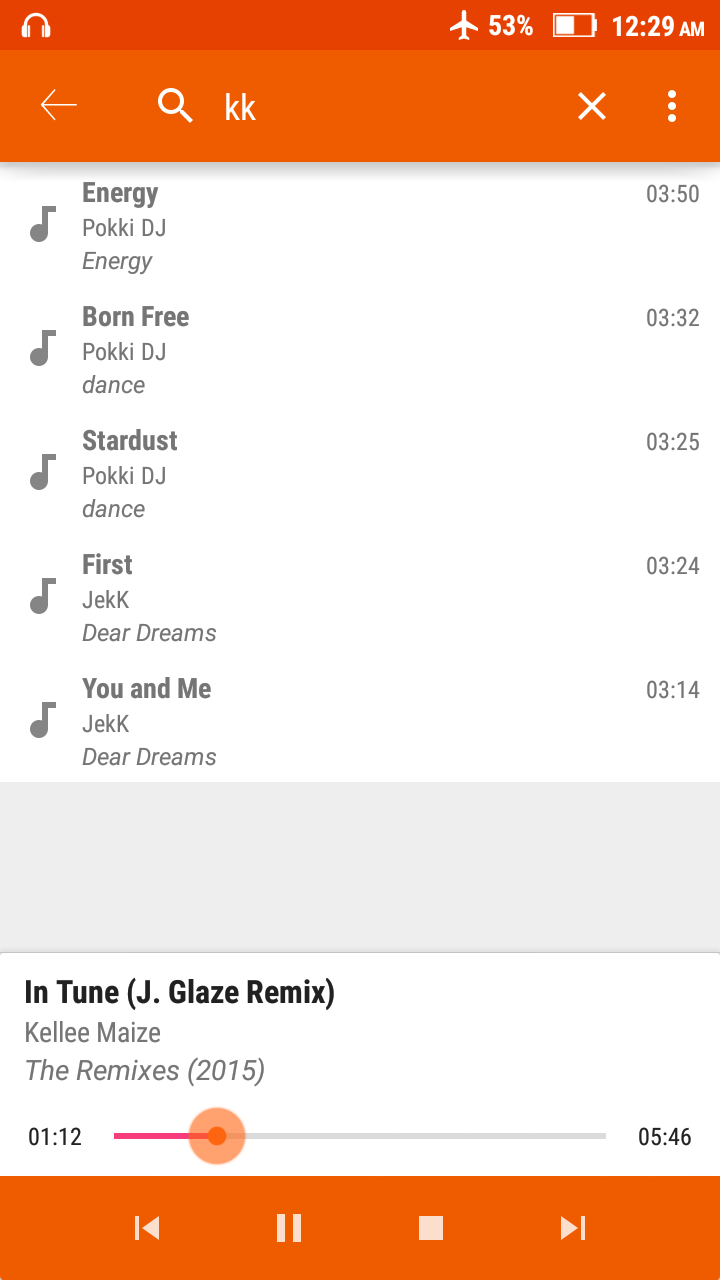 53% 12:29 AM
kk
Energy 03:50
Pokki DJ
Energy
Born Free 03:32
Pokki DJ
dance
Stardust 03:25
Pokki DJ
dance
First 03:24
JekK
Dear Dreams
You and Me 03:14
JekK
Dear Dreams
In Tune (J. Glaze Remix)
Kellee Maize
The Remixes (2015)
01:12 05:46